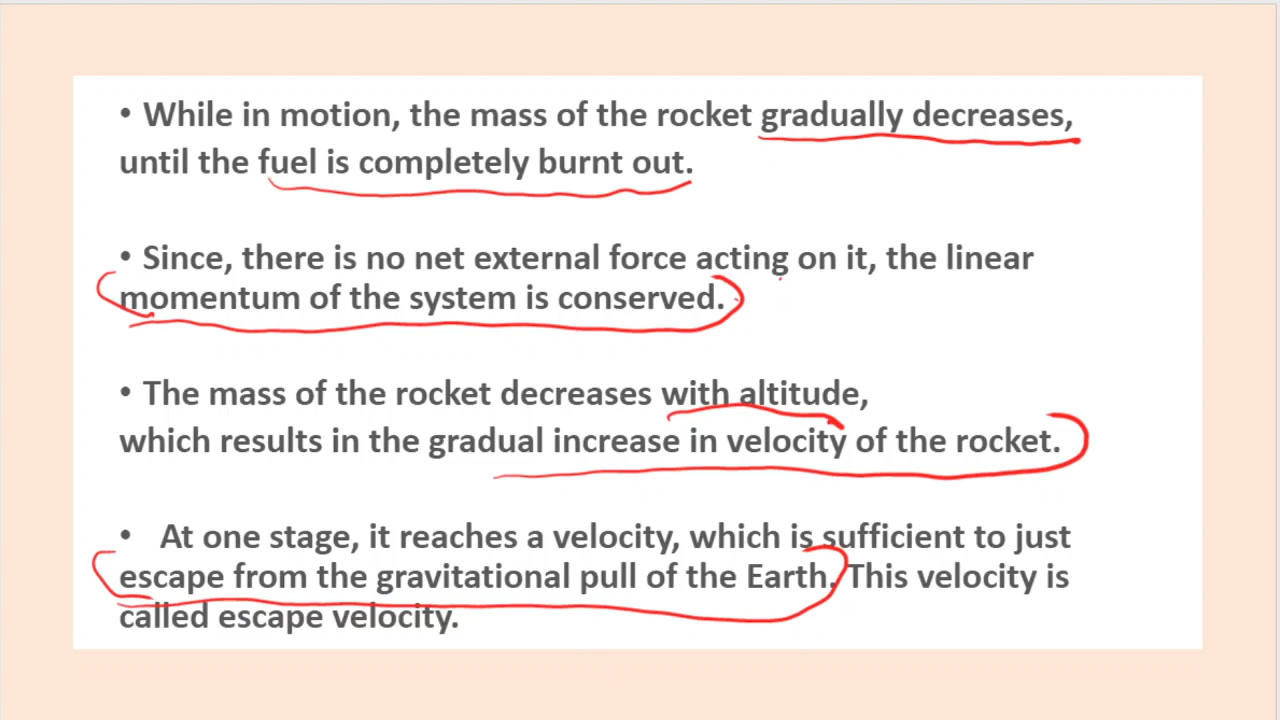 • While in motion, the mass of the rocket gradually decreases,
until the fuel is completely burnt out.
• Since, there is no net external force acting on it, the linear
momentum of the system is conserved.
• The mass of the rocket decreases with altitude,
which results in the gradual increase in velocity of the rocket.
• At one stage, it reaches a velocity, which is sufficient to just
escape from the gravitational pull of the Earth. This velocity is
called escape velocity.